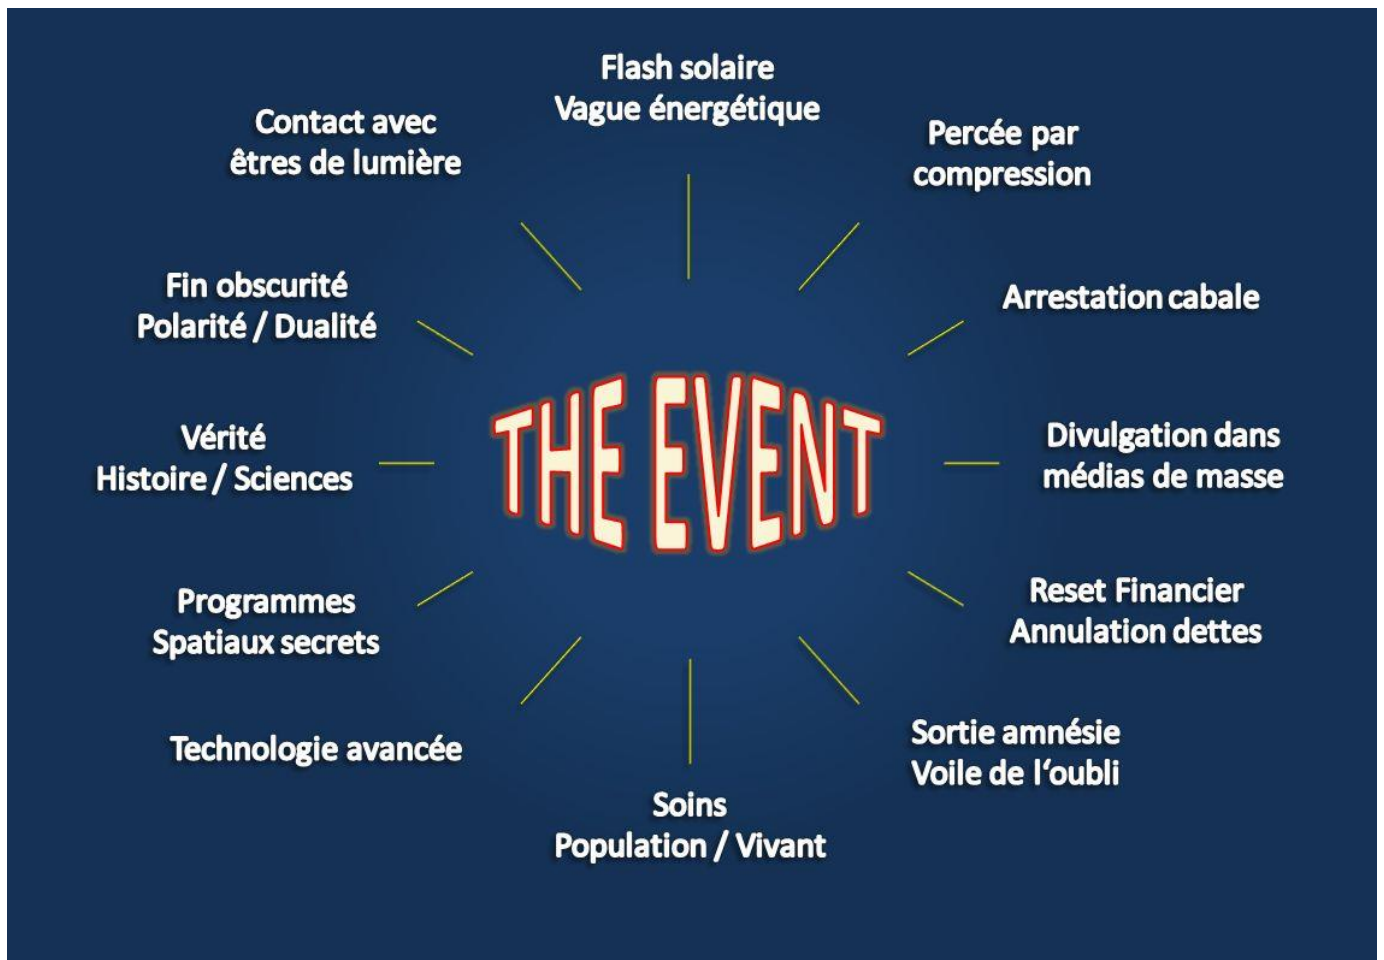 Flash solaire
Vague énergétique
Percée par
compression
Arrestation cabale
Divulgation dans
médias de masse
Reset Financier
Annulation dettes
Sortie amnésie
Voile de l‘oubli
Soins
Population / Vivant
Technologie avancée
Programmes
Spatiaux secrets
Vérité
Histoire / Sciences
Fin obscurité
Polarité / Dualité
Contact avec
êtres de lumière
THE EVENT